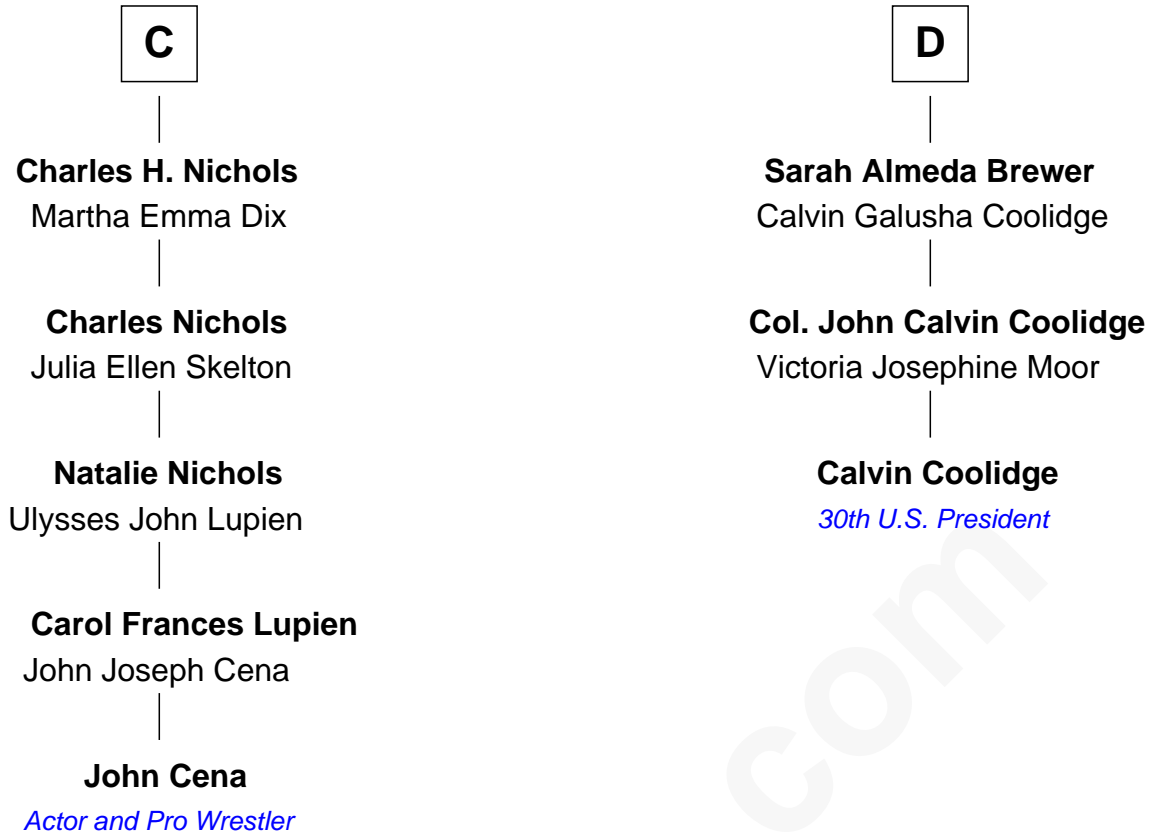 C
Charles H. Nichols
Martha Emma Dix
Charles Nichols
Julia Ellen Skelton
Natalie Nichols
Ulysses John Lupien
Carol Frances Lupien
John Joseph Cena
John Cena
Actor and Pro Wrestler
D
Sarah Almeda Brewer
Calvin Galusha Coolidge
Col. John Calvin Coolidge
Victoria Josephine Moor
Calvin Coolidge
30th U.S. President
com